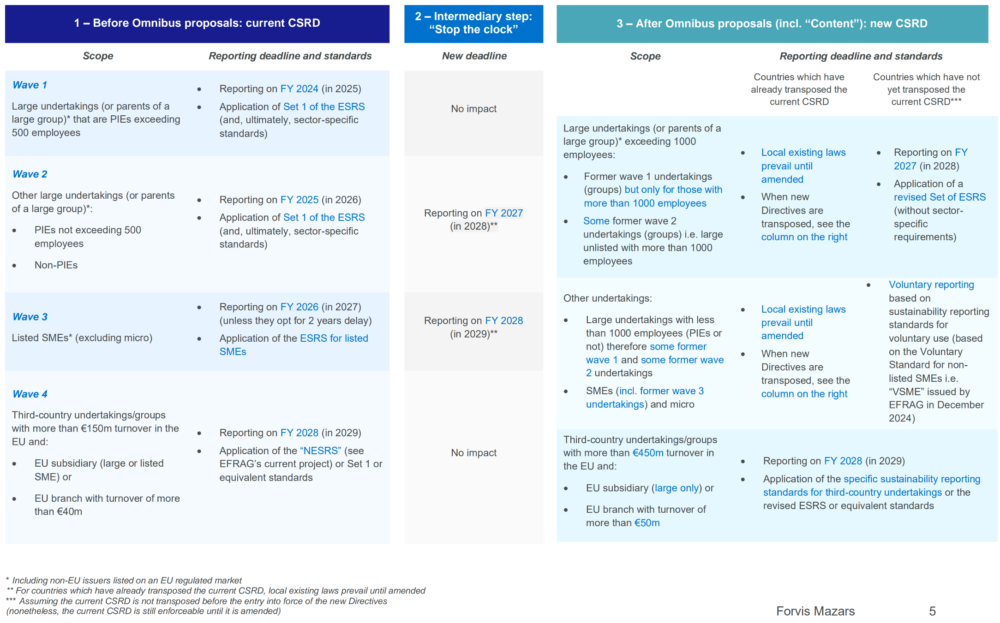 1 – Before Omnibus proposals: current CSRD
Scope
Reporting deadline and standards
Wave 1
Large undertakings (or parents of a
large group)* that are PIEs exceeding
500 employees
• Reporting on FY 2024 (in 2025)
• Application of Set 1 of the ESRS
(and, ultimately, sector-specific
standards)
Wave 2
Other large undertakings (or parents
of a large group)*:
• PIEs not exceeding 500
employees
• Non-PIEs
• Reporting on FY 2025 (in 2026)
• Application of Set 1 of the ESRS
(and, ultimately, sector-specific
standards)
Wave 3
Listed SMEs* (excluding micro)
• Reporting on FY 2026 (in 2027)
(unless they opt for 2 years delay)
• Application of the ESRS for listed
SMEs
Wave 4
Third-country undertakings/groups
with more than €150m turnover in the
EU and:
• EU subsidiary (large or listed
SME) or
• EU branch with turnover of more
than €40m
• Reporting on FY 2028 (in 2029)
• Application of the “NESRS” (see
EFRAG’s current project) or Set 1 or
equivalent standards
2 – Intermediary step:
“Stop the clock”
New deadline
No impact
Reporting on FY 2027
(in 2028)**
Reporting on FY 2028
(in 2029)**
No impact
3 – After Omnibus proposals (incl. “Content”): new CSRD
Scope
Reporting deadline and standards
Countries which have
already transposed the
current CSRD
Countries which have not
yet transposed the
current CSRD***
Large undertakings (or parents of a
large group)* exceeding 1000
employees:
• Former wave 1 undertakings
(groups) but only for those with
more than 1000 employees
• Some former wave 2
undertakings (groups) i.e. large
unlisted with more than 1000
employees
• Local existing laws
prevail until
amended
• When new
Directives are
transposed, see the
column on the right
• Reporting on FY
2027 (in 2028)
• Application of a
revised Set of ESRS
(without sector-
specific
requirements)
Other undertakings:
• Large undertakings with less
than 1000 employees (PIEs or
not) therefore some former
wave 1 and some former wave
2 undertakings
• SMEs (incl. former wave 3
undertakings) and micro
• Local existing laws
prevail until
amended
• When new
Directives are
transposed, see the
column on the right
• Voluntary reporting
based on
sustainability reporting
standards for
voluntary use (based
on the Voluntary
Standard for non-
listed SMEs i.e.
“VSME” issued by
EFRAG in December
2024)
Third-country undertakings/groups
with more than €450m turnover in
the EU and:
• EU subsidiary (large only) or
• EU branch with turnover of
more than €50m
• Reporting on FY 2028 (in 2029)
• Application of the specific sustainability reporting
standards for third-country undertakings or the
revised ESRS or equivalent standards
* Including non-EU issuers listed on an EU regulated market
** For countries which have already transposed the current CSRD, local existing laws prevail until amended
*** Assuming the current CSRD is not transposed before the entry into force of the new Directives
(nonetheless, the current CSRD is still enforceable until it is amended)
Forvis Mazars 5